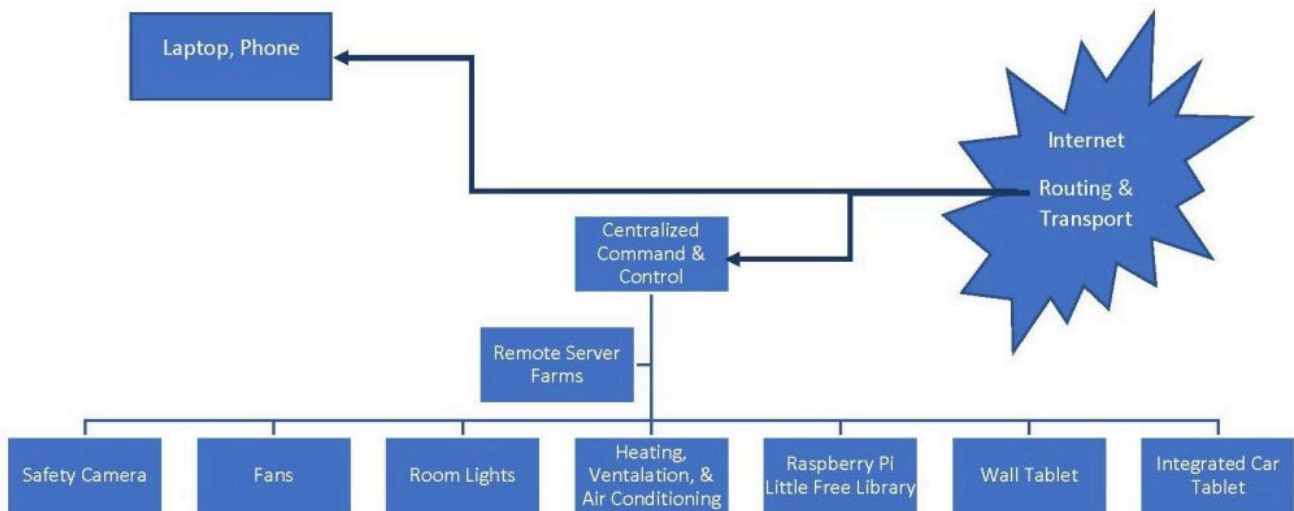 Laptop, Phone
Internet
Routing &
Transport
Centralized
Command &
Control
Remote Server
Farms
Safety Camera
Fans
Room Lights
Heating,
Ventalation, &
Air Conditioning
Raspberry Pi
Little Free Library
Wall Tablet
Integrated Car
Tablet